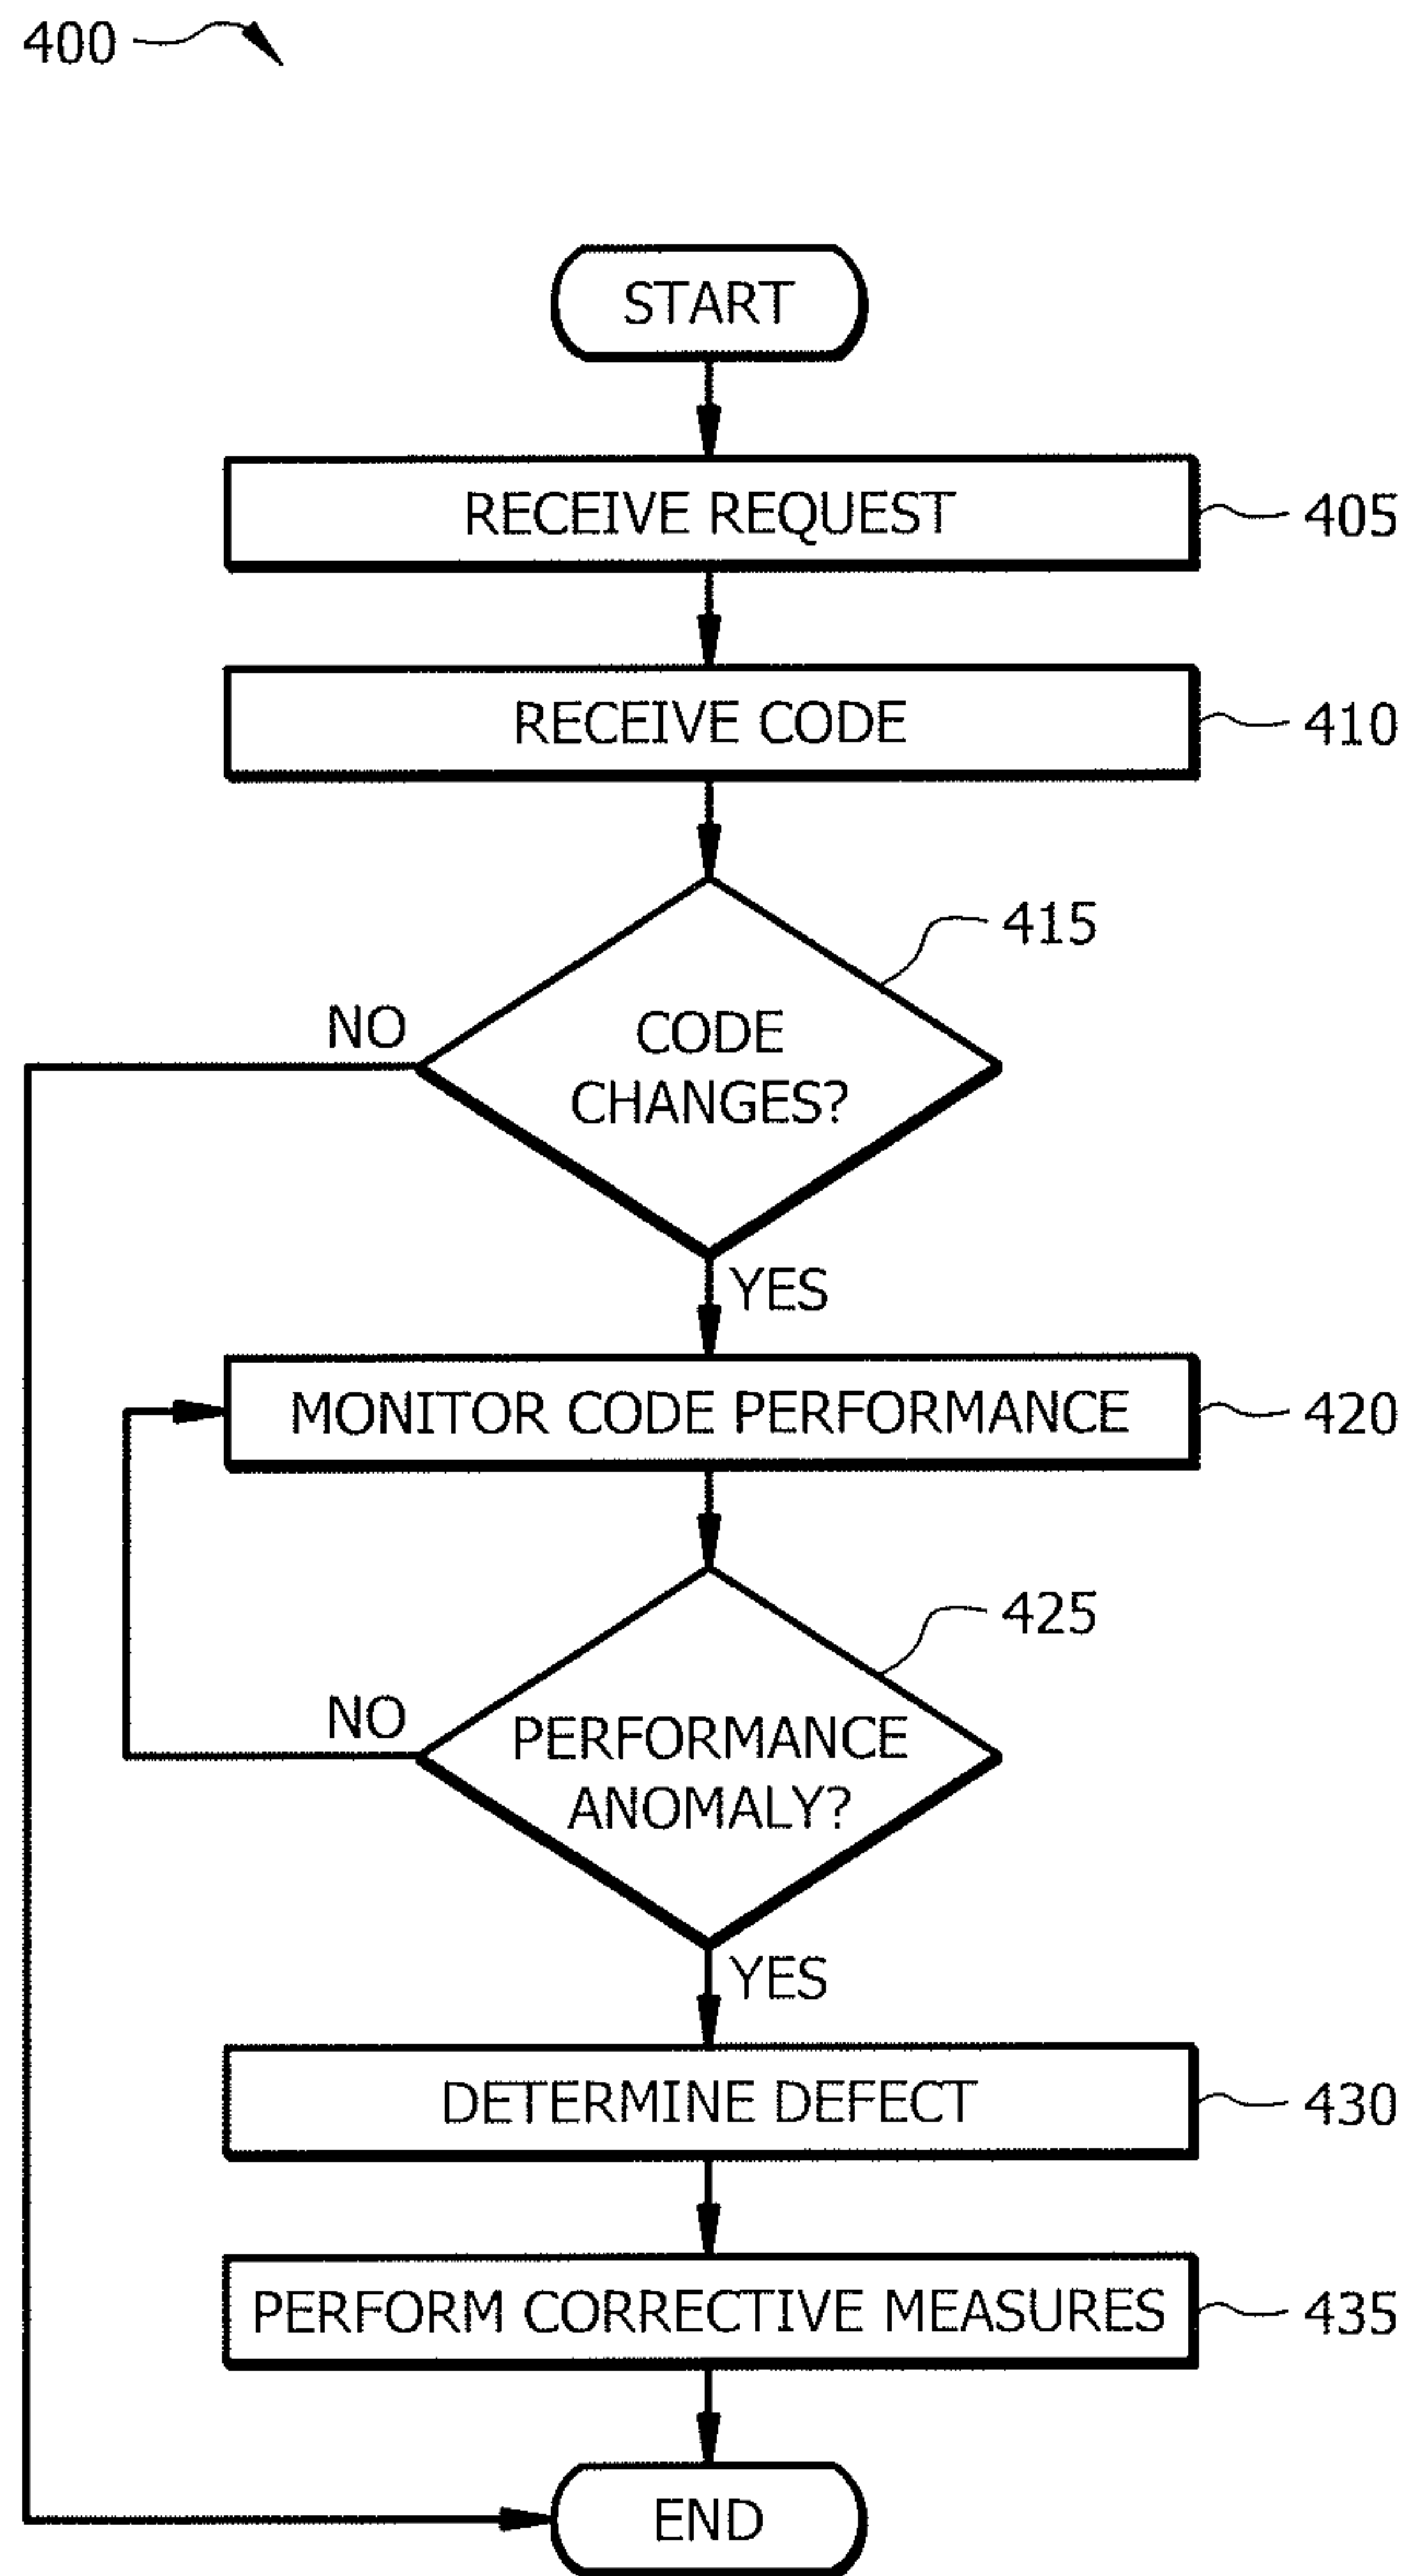 400
START
RECEIVE REQUEST
405
RECEIVE CODE
410
415
CODE
CHANGES?
NO
YES
MONITOR CODE PERFORMANCE
420
425
PERFORMANCE
ANOMALY?
NO
YES
DETERMINE DEFECT
430
PERFORM CORRECTIVE MEASURES
435
END